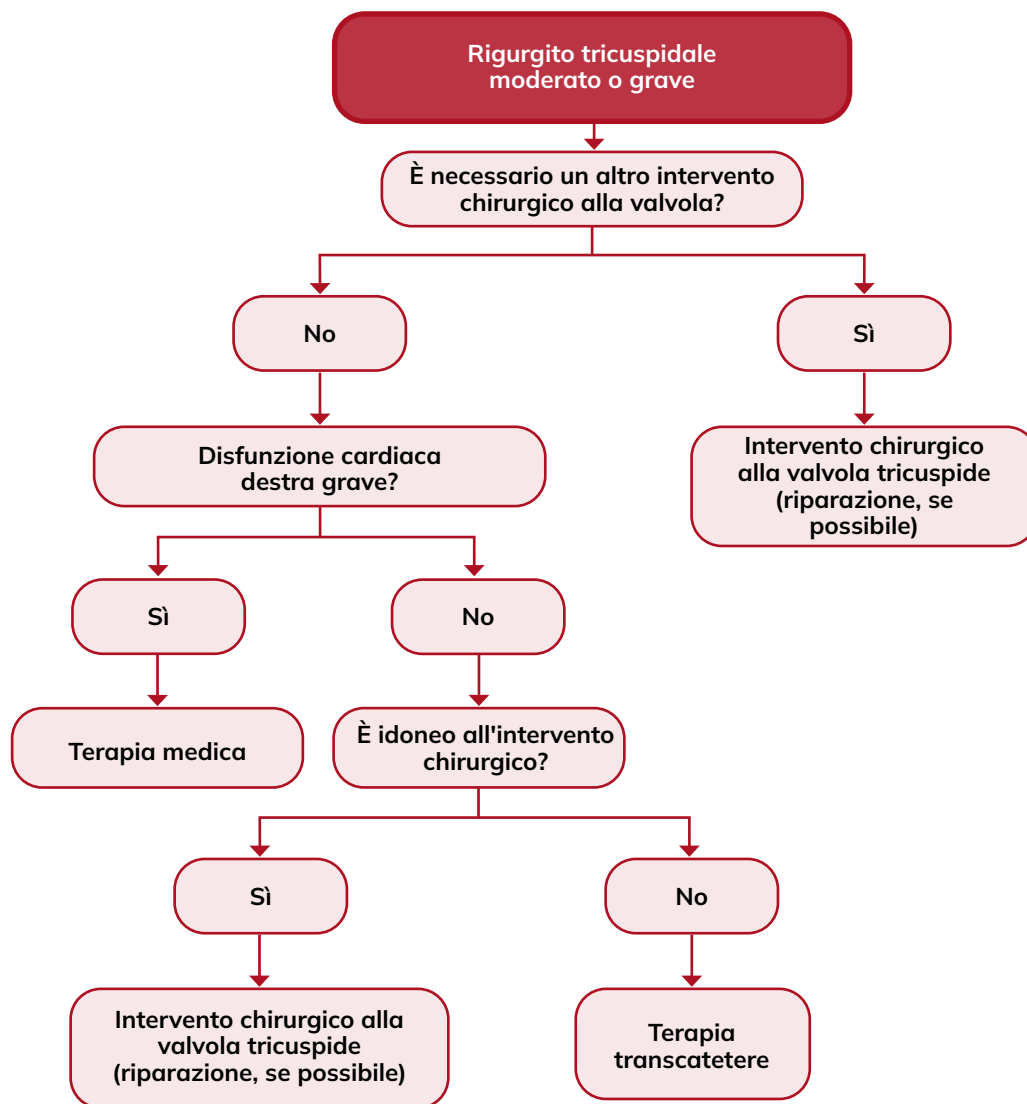 Rigurgito tricuspidale
moderato o grave
È necessario un altro intervento
chirurgico alla valvola?
No
Sì
Disfunzione cardiaca
destra grave?
Intervento chirurgico
alla valvola tricuspide
(riparazione, se
possibile)
Sì
No
Terapia medica
È idoneo all'intervento
chirurgico?
Sì
No
Intervento chirurgico alla
valvola tricuspide
(riparazione, se possibile)
Terapia
transcatetere